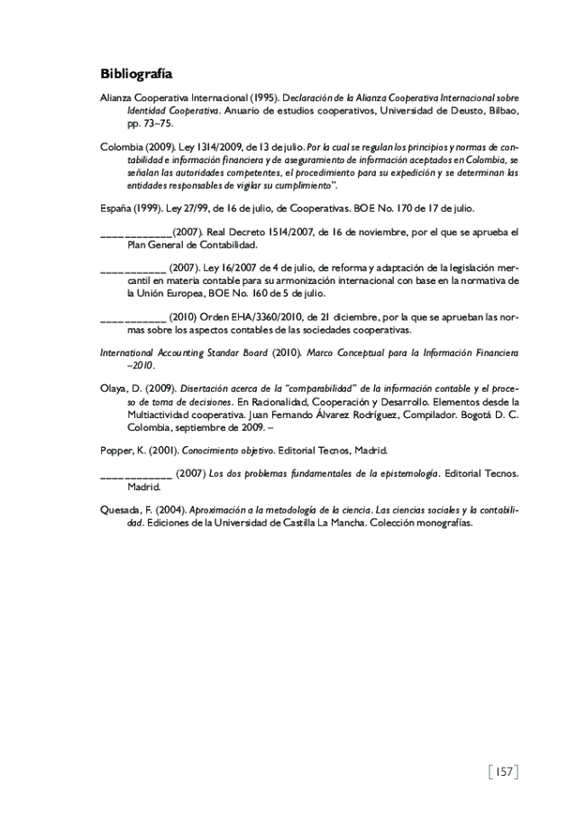 Bibliografía
Alianza Cooperativa Internacional (1995). Declaración de la Alianza Cooperativa Internacional sobre
Identidad Cooperativa. Anuario de estudios cooperativos, Universidad de Deusto, Bilbao,
pp. 73–75.
Colombia (2009). Ley 1314/2009, de 13 de julio. Por la cual se regulan los principios y normas de con-
tabilidad e información financiera y de aseguramiento de información aceptados en Colombia, se
señalan las autoridades competentes, el procedimiento para su expedición y se determinan las
entidades responsables de vigilar su cumplimiento”.
España (1999). Ley 27/99, de 16 de julio, de Cooperativas. BOE No. 170 de 17 de julio.
____________(2007). Real Decreto 1514/2007, de 16 de noviembre, por el que se aprueba el
Plan General de Contabilidad.
___________ (2007). Ley 16/2007 de 4 de julio, de reforma y adaptación de la legislación mer-
cantil en materia contable para su armonización internacional con base en la normativa de
la Unión Europea, BOE No. 160 de 5 de julio.
___________ (2010) Orden EHA/3360/2010, de 21 diciembre, por la que se aprueban las nor-
mas sobre los aspectos contables de las sociedades cooperativas.
International Accounting Standar Board (2010). Marco Conceptual para la Información Financiera
–2010.
Olaya, D. (2009). Disertación acerca de la “comparabilidad” de la información contable y el proce-
so de toma de decisiones. En Racionalidad, Cooperación y Desarrollo. Elementos desde la
Multiactividad cooperativa. Juan Fernando Álvarez Rodríguez, Compilador. Bogotá D. C.
Colombia, septiembre de 2009. –
Popper, K. (2001). Conocimiento objetivo. Editorial Tecnos, Madrid.
____________ (2007) Los dos problemas fundamentales de la epistemología. Editorial Tecnos.
Madrid.
Quesada, F. (2004). Aproximación a la metodología de la ciencia. Las ciencias sociales y la contabili-
dad. Ediciones de la Universidad de Castilla La Mancha. Colección monografías.
[157]